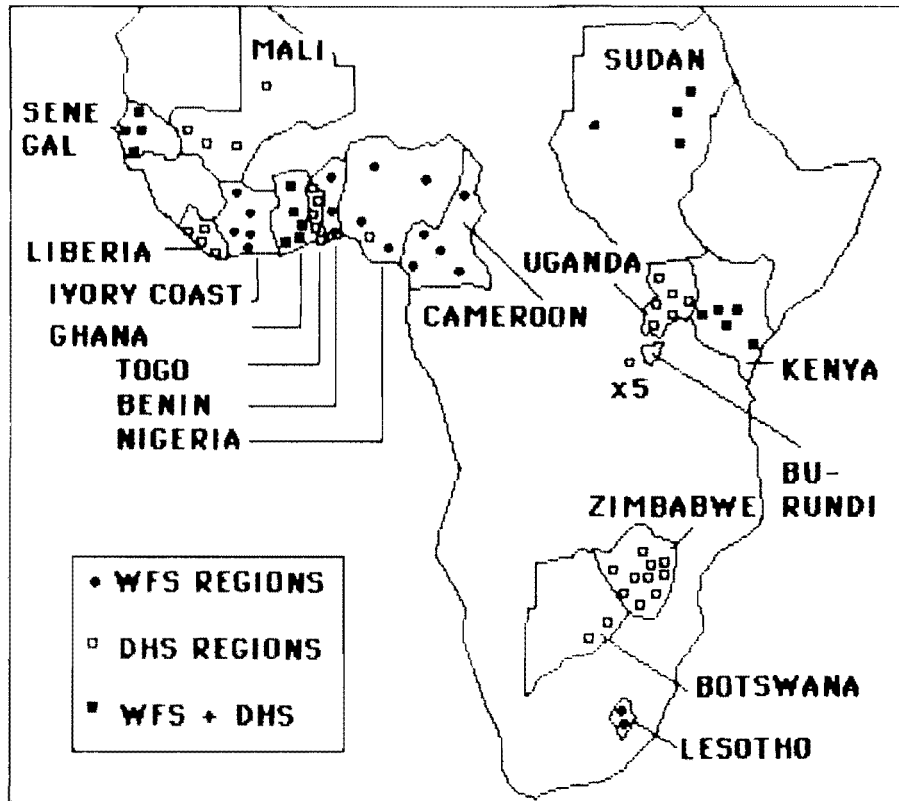 MALI
SUDAN
SENE
GAL
LIBERIA
IVORY COAST
GHANA
TOGO
BENIN
NIGERIA
CAMEROON
UGANDA
KENYA
x5
BU-
RUNDI
ZIMBABWE
BOTSWANA
LESOTHO
WFS REGIONS
DHS REGIONS
WFS + DHS